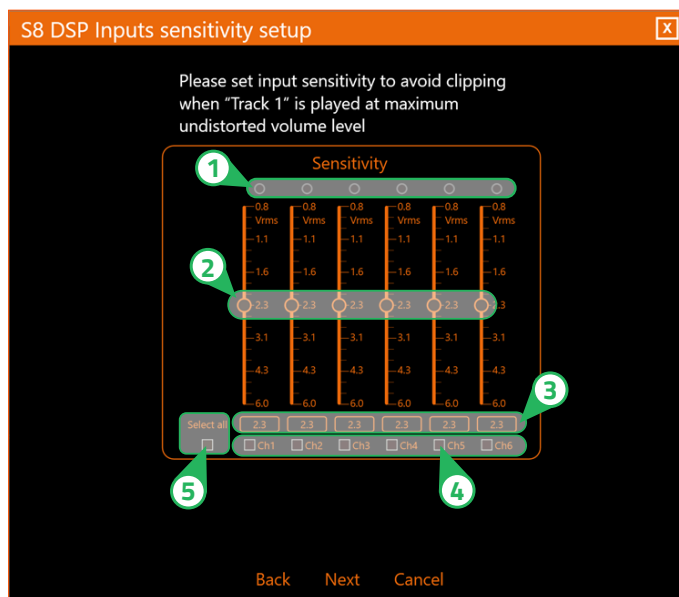 S8 DSP Inputs sensitivity setup X
Please set input sensitivity to avoid clipping
when “Track 1” is played at maximum
undistorted volume level
Sensitivity
1
0.8 0.8 0.8 0.8 0.8 0.8
Vrms Vrms Vrms Vrms Vrms Vrms
1.1 1.1 1.1 1.1 1.1 1.1
1.6 1.6 1.6 1.6 1.6 1.6
2
2.3 2.3 2.3 2.3 2.3 2.3
3.1 3.1 3.1 3.1 3.1 3.1
4.3 4.3 4.3 4.3 4.3 4.3
3
6.0 6.0 6.0 6.0 6.0 6.0
Select all 2.3 2.3 2.3 2.3 2.3 2.3
Ch1 Ch2 Ch3 Ch4 Ch5 Ch6
5 4
Back Next Cancel